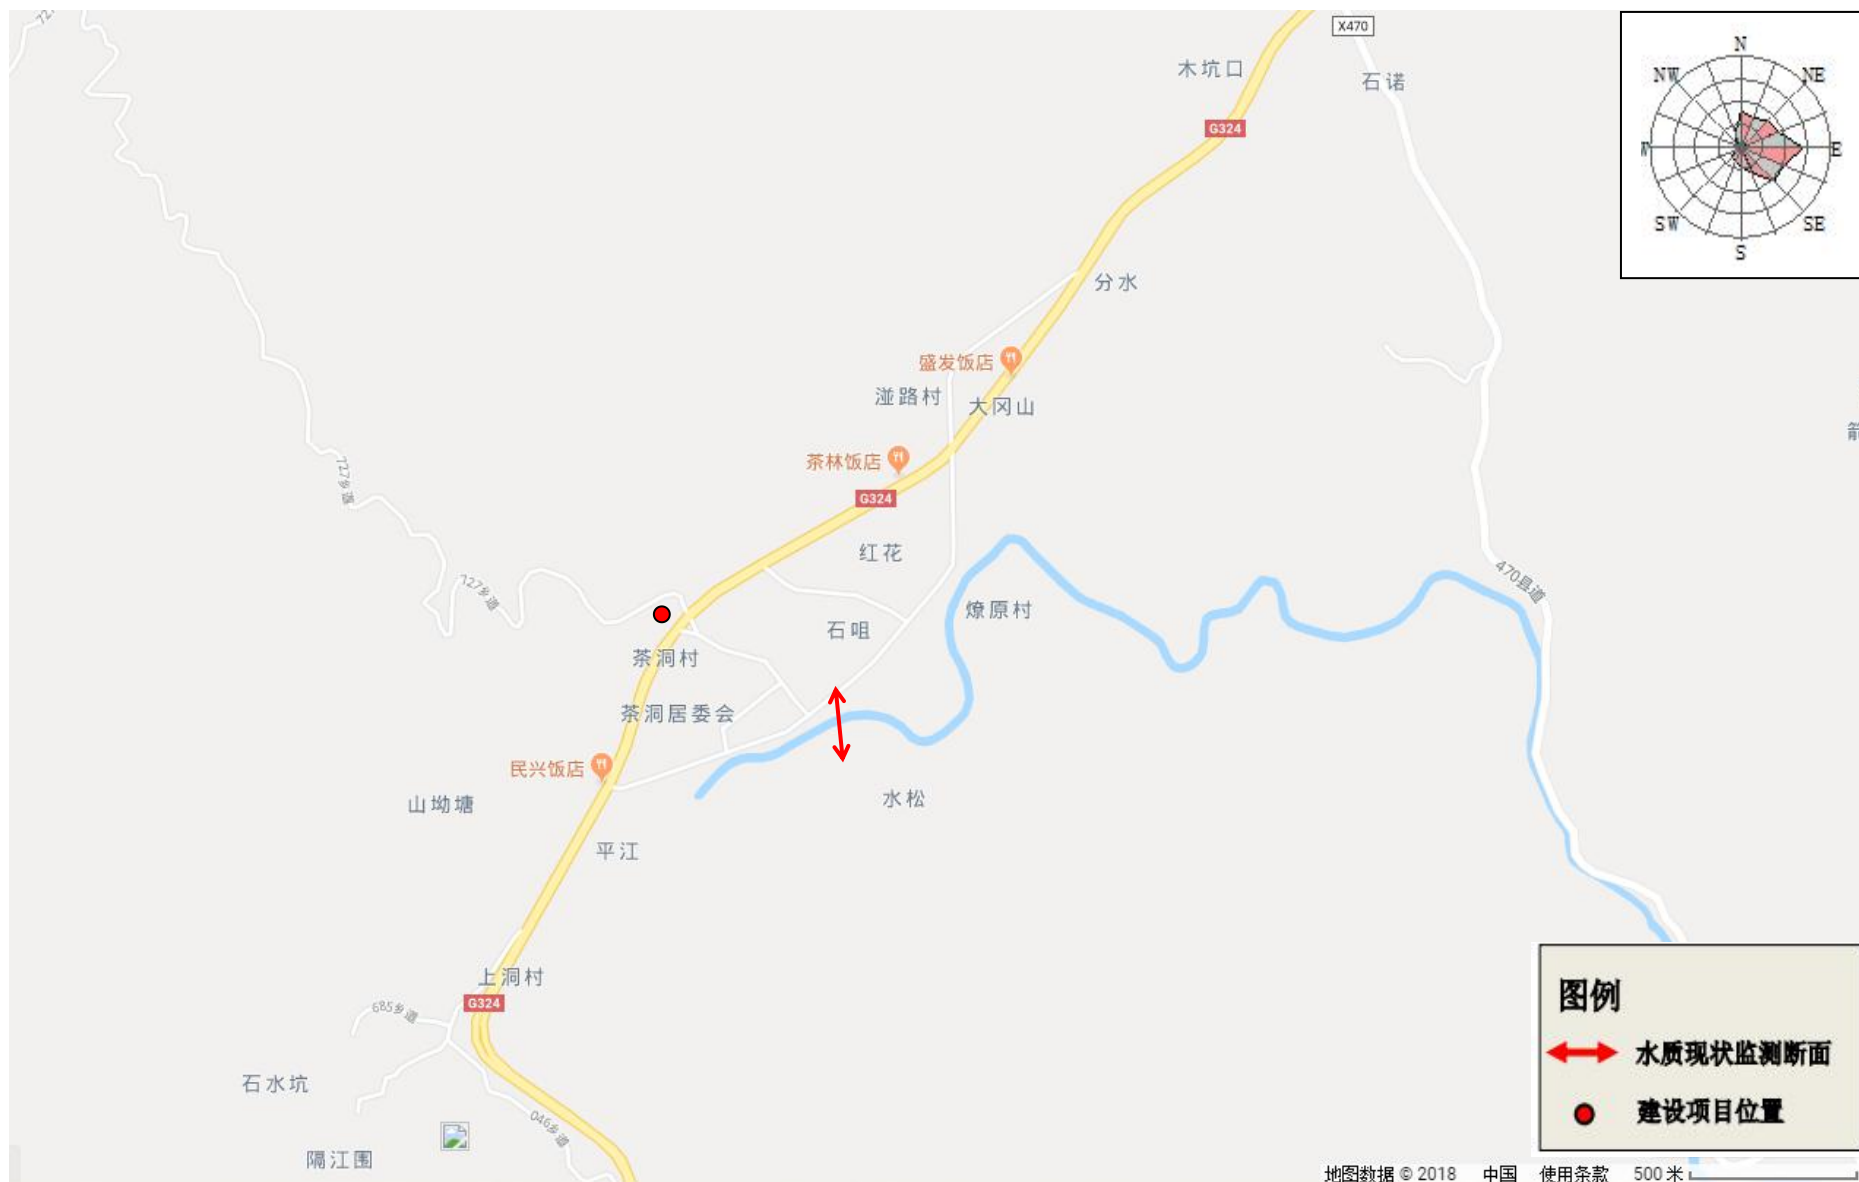 X470
木坑口
石诺
G324
分水
盛发饭店
湴路村
大冈山
茶林饭店
G324
727乡道
红花
470县道
727乡道
燎原村
石咀
茶洞村
茶洞居委会
民兴饭店
山坳塘
水松
平江
上洞村
G324
685乡道
石水坑
046乡道
隔江围
N
NW
NE
E
SW
SE
S
图例
水质现状监测断面
建设项目位置
地图数据 © 2018 中国 使用条款 500 米